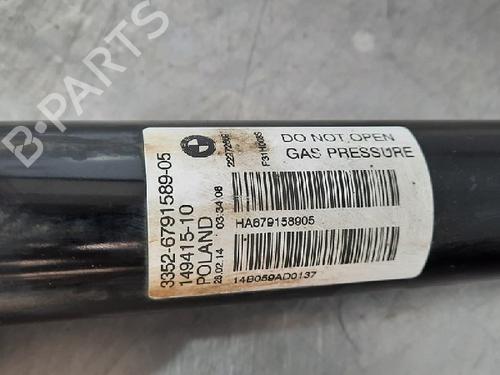 B-PARTS
3352-6791589-05
149415-10
POLAND
28.02.14
03:34:06
DO NOT OPEN
GAS PRESSURE
HA679158905
14B059AD0137